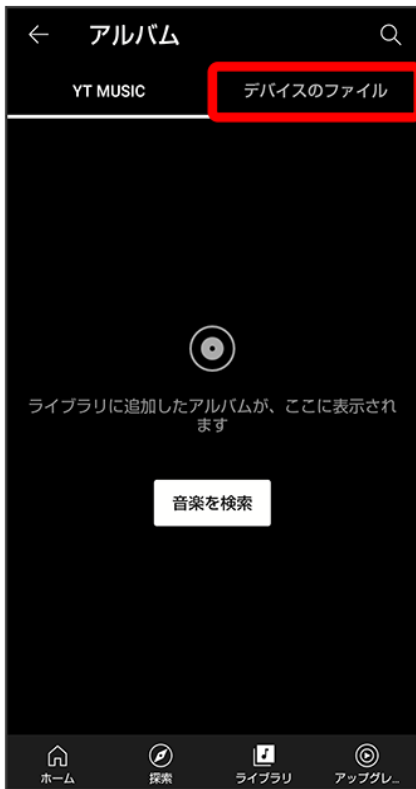 アルバム
YT MUSIC
デバイスのファイル
ライブラリに追加したアルバムが、ここに表示され
ます
音楽を検索
ホーム
探索
ライブラリ
アップグレ...